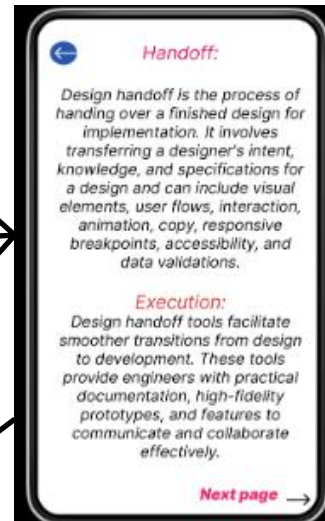 Handoff:
Design handoff is the process of
handing over a finished design for
implementation. It involves
transferring a designer's intent,
knowledge, and specifications for
a design and can include visual
elements, user flows, interaction,
animation, copy, responsive
breakpoints, accessibility, and
data validations.
Execution:
Design handoff tools facilitate
smoother transitions from design
to development. These tools
provide engineers with practical
documentation, high-fidelity
prototypes, and features to
communicate and collaborate
effectively.
Next page